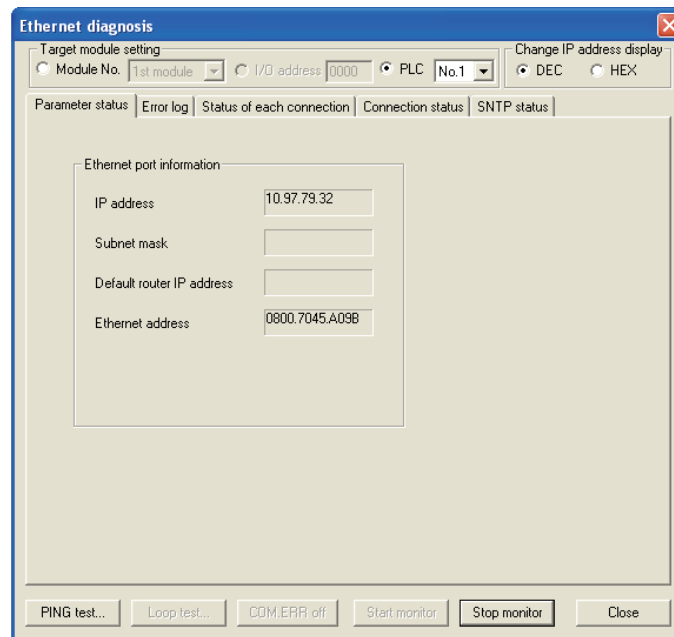 Ethernet diagnosis
Target module setting
Change IP address display
Module No. 1st module I/O address 0000 PLC No.1 DEC HEX
Parameter status Error log Status of each connection Connection status SNTP status
Ethernet port information
IP address 10.97.79.32
Subnet mask
Default router IP address
Ethernet address 0800.7045.A09B
PING test... Loop test... COM.ERR off Start monitor Stop monitor Close